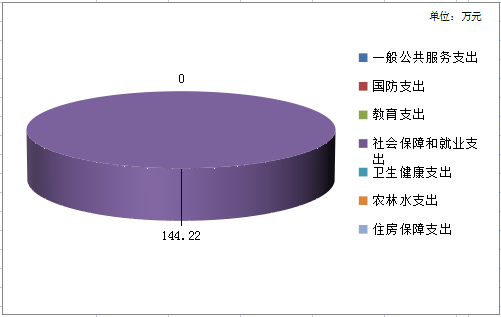 单位：万元
0
一般公共服务支出
国防支出
教育支出
社会保障和就业支
出
卫生健康支出
农林水支出
住房保障支出
144.22